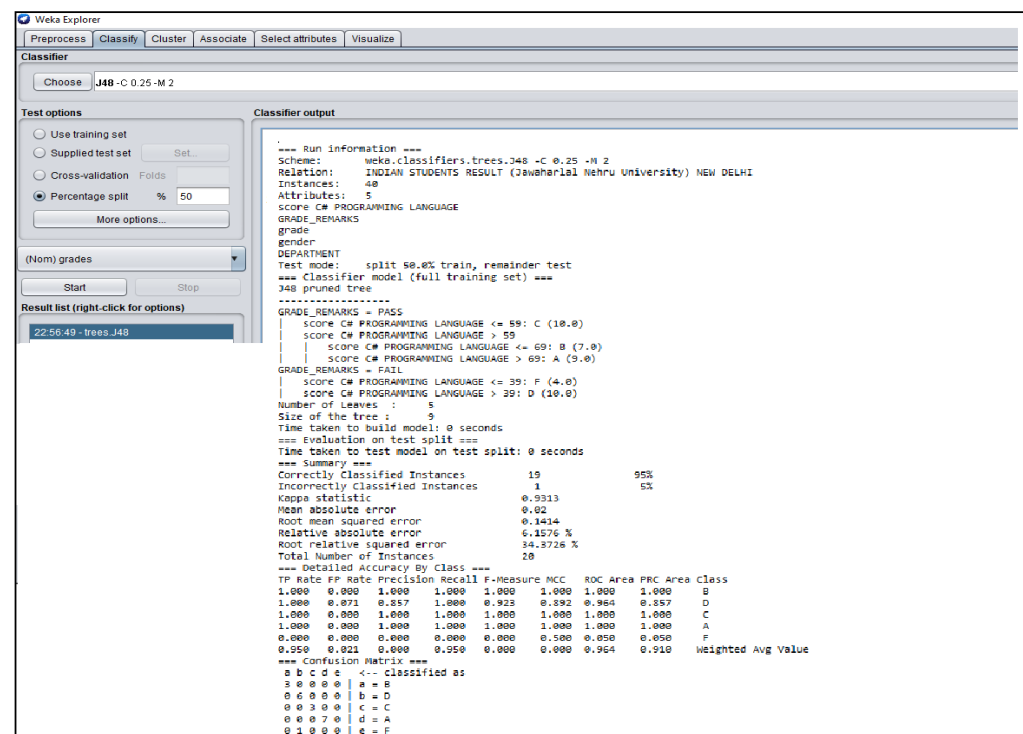 Weka Explorer
Preprocess Classify Cluster Associate Select attributes Visualize
Classifier
Choose J48 -C 0.25 -M 2
Test options
Use training set
Supplied test set Set...
Cross-validation Folds
Percentage split % 50
More options...
(Nom) grades
Start Stop
Result list (right-click for options)
22:56:49 - trees.J48
Classifier output
=== Run information ===
Scheme: weka.classifiers.trees.J48 -C 0.25 -M 2
Relation: INDIAN STUDENTS RESULT (Jawaharlal Nehru University) NEW DELHI
Instances: 40
Attributes: 5
score C# PROGRAMMING LANGUAGE
GRADE_REMARKS
grade
gender
DEPARTMENT
Test mode: split 50.0% train, remainder test
=== Classifier model (full training set) ===
J48 pruned tree
------------------
GRADE_REMARKS = PASS
| score C# PROGRAMMING LANGUAGE <= 59: C (10.0)
| score C# PROGRAMMING LANGUAGE > 59
| | score C# PROGRAMMING LANGUAGE <= 69: B (7.0)
| | score C# PROGRAMMING LANGUAGE > 69: A (9.0)
GRADE_REMARKS = FAIL
| score C# PROGRAMMING LANGUAGE <= 39: F (4.0)
| score C# PROGRAMMING LANGUAGE > 39: D (10.0)
Number of Leaves : 5
Size of the tree : 9
Time taken to build model: 0 seconds
=== Evaluation on test split ===
Time taken to test model on test split: 0 seconds
=== Summary ===
Correctly Classified Instances 19 95%
Incorrectly Classified Instances 1 5%
Kappa statistic 0.9313
Mean absolute error 0.02
Root mean squared error 0.1414
Relative absolute error 6.1576 %
Root relative squared error 34.3726 %
Total Number of Instances 20
=== Detailed Accuracy By Class ===
TP Rate FP Rate Precision Recall F-Measure MCC ROC Area PRC Area Class
1.000 0.000 1.000 1.000 1.000 1.000 1.000 1.000 B
1.000 0.071 0.857 1.000 0.923 0.892 0.964 0.857 D
1.000 0.000 1.000 1.000 1.000 1.000 1.000 1.000 C
1.000 0.000 1.000 1.000 1.000 1.000 1.000 1.000 A
0.000 0.000 0.000 0.000 0.000 0.500 0.050 0.050 F
0.950 0.021 0.000 0.950 0.000 0.000 0.964 0.910 Weighted Avg Value
=== Confusion Matrix ===
a b c d e <-- classified as
3 0 0 0 0 | a = B
0 6 0 0 0 | b = D
0 0 3 0 0 | c = C
0 0 0 7 0 | d = A
0 1 0 0 0 | e = F